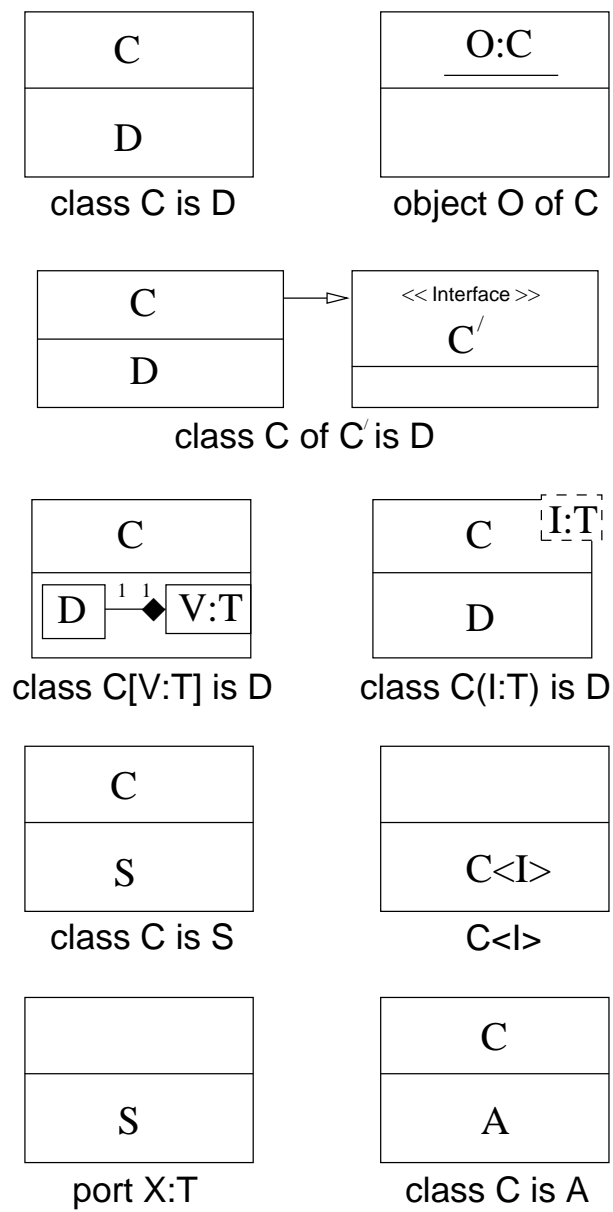 C
D
class C is D
O:C
object O of C
C
D
<< Interface >>
C/
class C of C/ is D
C
D
1 1
V:T
class C[V:T] is D
C
I:T
D
class C(I:T) is D
C
S
class C is S
C<I>
C<I>
S
port X:T
C
A
class C is A